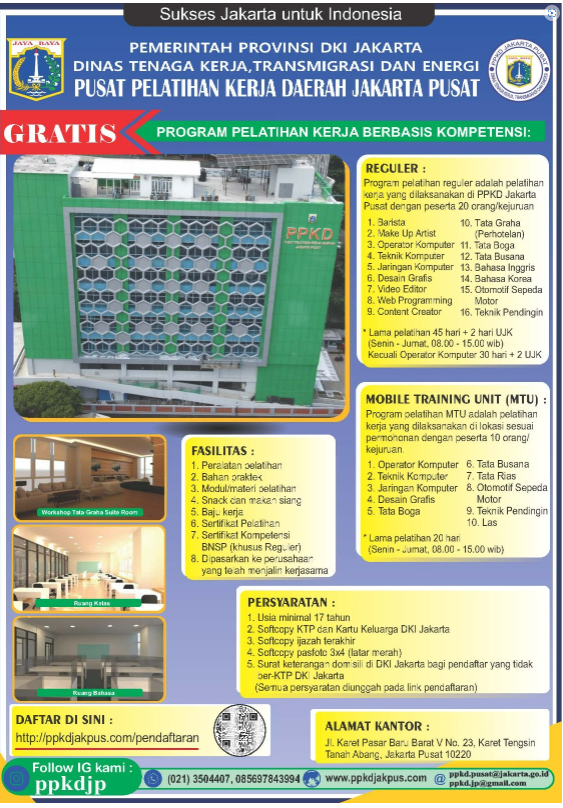 Sukses Jakarta untuk Indonesia
JAYA RAYA
PEMERINTAH PROVINSI DKI JAKARTA
DINAS TENAGA KERJA,TRANSMIGRASI DAN ENERGI
PUSAT PELATIHAN KERJA DAERAH JAKARTA PUSAT
PPKD JAKARTA PUSAT
GRATIS
PROGRAM PELATIHAN KERJA BERBASIS KOMPETENSI:
PPKD
REGULER :
Program pelatihan reguler adalah pelatihan
kerja yang dilaksanakan di PPKD Jakarta
Pusat dengan peserta 20 orang/kejuruan
1. Barista
2. Make Up Artist
3. Operator Komputer
4. Teknik Komputer
5. Jaringan Komputer
6. Desain Grafis
7. Video Editor
8. Web Programming
9. Content Creator
10. Tata Graha
(Perhotelan)
11. Tata Boga
12. Tata Busana
13. Bahasa Inggris
14. Bahasa Korea
15. Otomotif Sepeda
Motor
16. Teknik Pendingin
* Lama pelatihan 45 hari + 2 hari UJK
(Senin - Jumat, 08.00 - 15.00 wib)
Kecuali Operator Komputer 30 hari + 2 UJK
MOBILE TRAINING UNIT (MTU) :
Program pelatihan MTU adalah pelatihan
kerja yang dilaksanakan di lokasi sesuai
permohonan dengan peserta 10 orang/
kejuruan.
1. Operator Komputer
2. Teknik Komputer
3. Jaringan Komputer
4. Desain Grafis
5. Tata Boga
6. Tata Busana
7. Tata Rias
8. Otomotif Sepeda
Motor
9. Teknik Pendingin
10. Las
* Lama pelatihan 20 hari
(Senin - Jumat, 08.00 - 15.00 wib)
Workshop Tata Graha Suite Room
Ruang Kelas
Ruang Bahasa
FASILITAS :
1. Peralatan pelatihan
2. Bahan praktek
3. Modul/materi pelatihan
4. Snack dan makan siang
5. Baju kerja
6. Sertifikat Pelatihan
7. Sertifikat Kompetensi
BNSP (khusus Reguler)
8. Dipasarkan ke perusahaan
yang telah menjalin kerjasama
PERSYARATAN :
1. Usia minimal 17 tahun
2. Softcopy KTP dan Kartu Keluarga DKI Jakarta
3. Softcopy ijazah terakhir
4. Softcopy pasfoto 3x4 (latar merah)
5. Surat keterangan domisili di DKI Jakarta bagi pendaftar yang tidak
ber-KTP DKI Jakarta
(Semua persyaratan diunggah pada link pendaftaran)
DAFTAR DI SINI :
http://ppkdjakpus.com/pendaftaran
ALAMAT KANTOR :
Jl. Karet Pasar Baru Barat V No. 23, Karet Tengsin
Tanah Abang, Jakarta Pusat 10220
Follow IG kami :
ppkdjp
(021) 3504407, 085697843994
www.ppkdjakpus.com
@ ppkd.pusat@jakarta.go.id
ppkd.jp@gmail.com